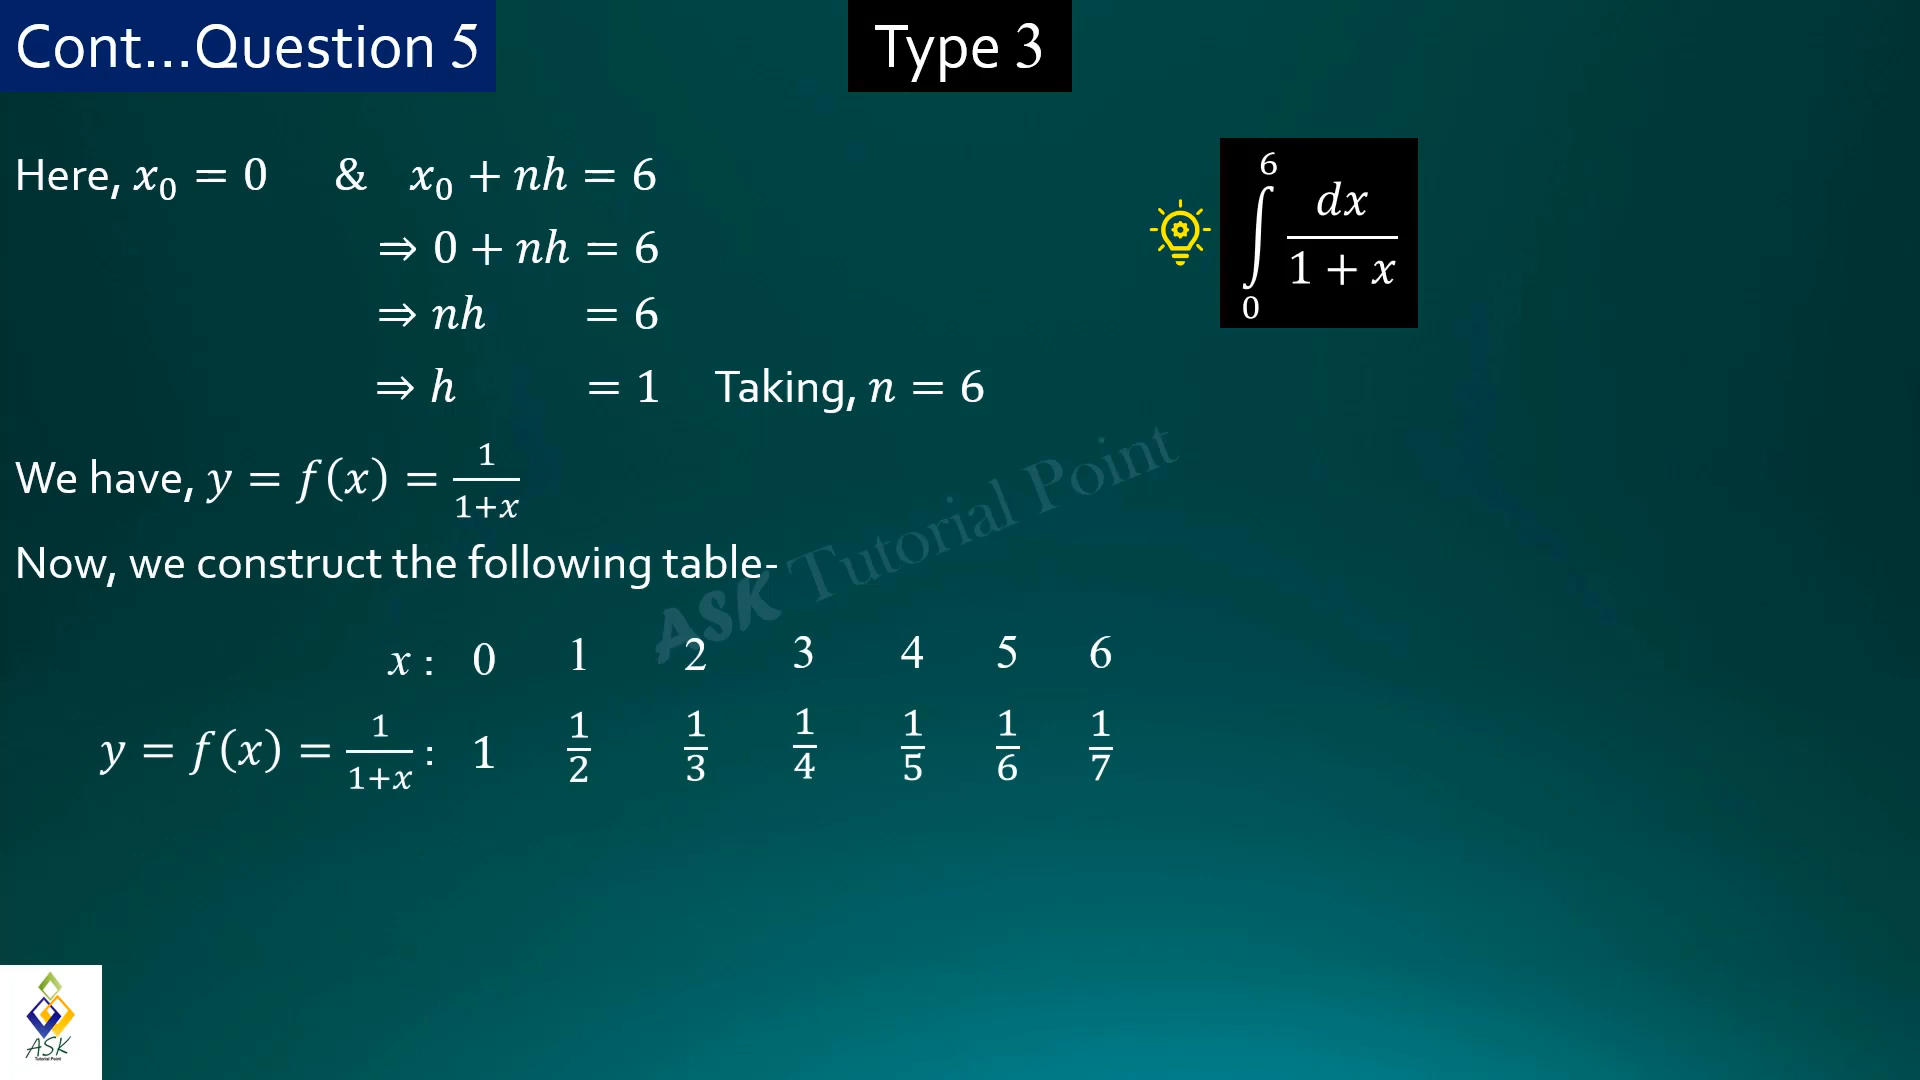 Cont...Question 5
Type 3
Here, x₀ = 0 & x₀ + nh = 6
⇒ 0 + nh = 6
⇒ nh = 6
⇒ h = 1 Taking, n = 6
∫₀⁶ dx/(1 + x)
We have, y = f(x) = 1/(1+x)
Now, we construct the following table-
x : 0 1 2 3 4 5 6
y = f(x) = 1/(1+x) : 1 1/2 1/3 1/4 1/5 1/6 1/7
ASK Tutorial Point
ASK
Tutorial Point